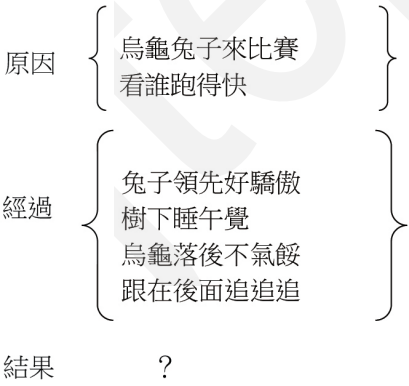 原因
烏龜兔子來比賽
看誰跑得快
經過
兔子領先好驕傲
樹下睡午覺
烏龜落後不氣餒
跟在後面追追追
結果 ?